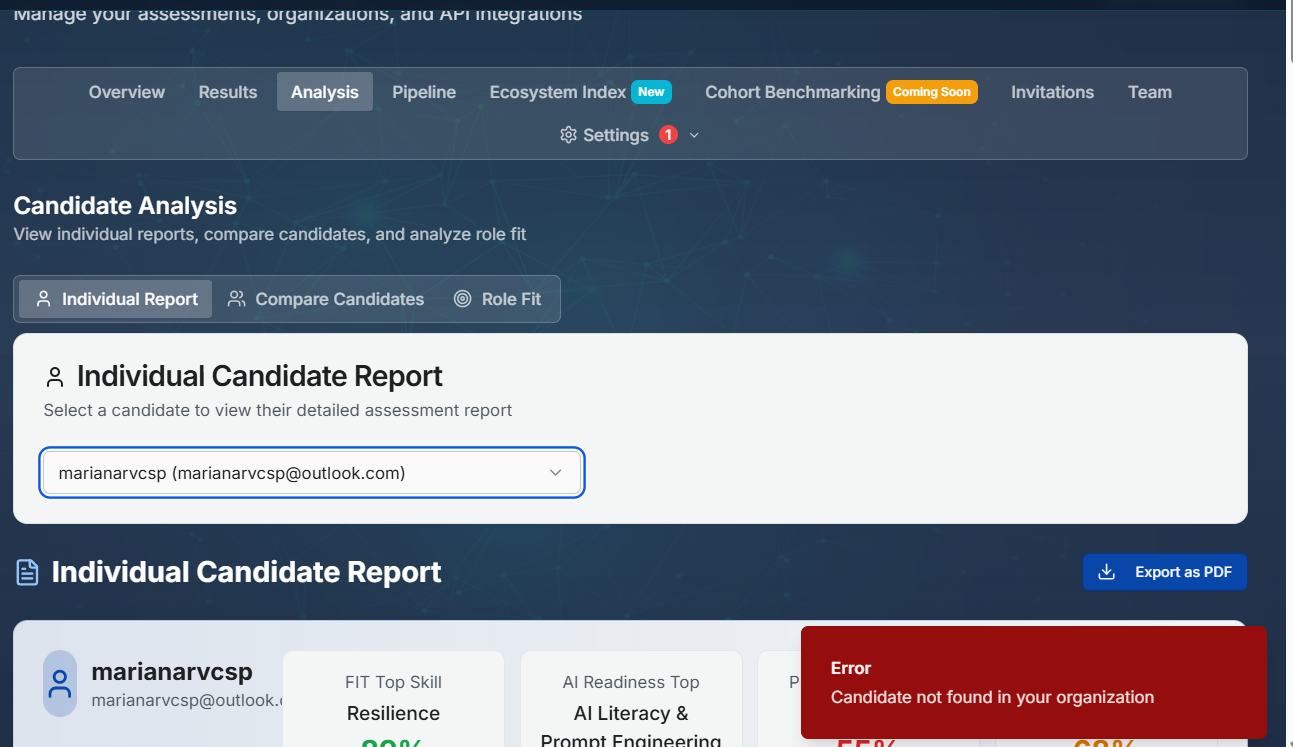 Manage your assessments, organizations, and API integrations
Overview Results Analysis Pipeline Ecosystem Index New Cohort Benchmarking Coming Soon Invitations Team
Settings 1
Candidate Analysis
View individual reports, compare candidates, and analyze role fit
Individual Report Compare Candidates Role Fit
Individual Candidate Report
Select a candidate to view their detailed assessment report
marianarvcsp (marianarvcsp@outlook.com)
Individual Candidate Report
Export as PDF
marianarvcsp
marianarvcsp@outlook.
FIT Top Skill
Resilience
AI Readiness Top
AI Literacy &
Prompt Engineering
P
Error
Candidate not found in your organization